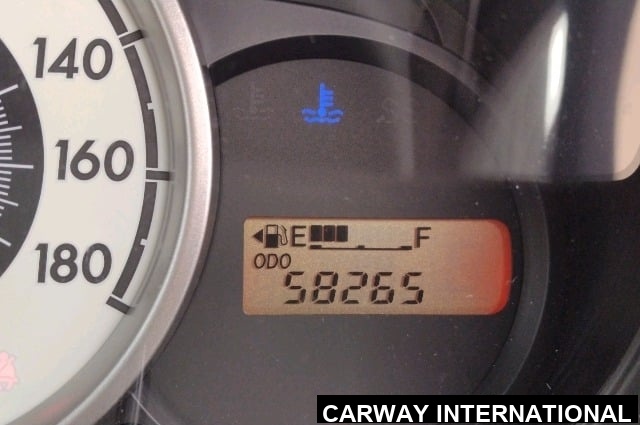 140
160
180
E F
ODO
58265
CARWAY INTERNATIONAL